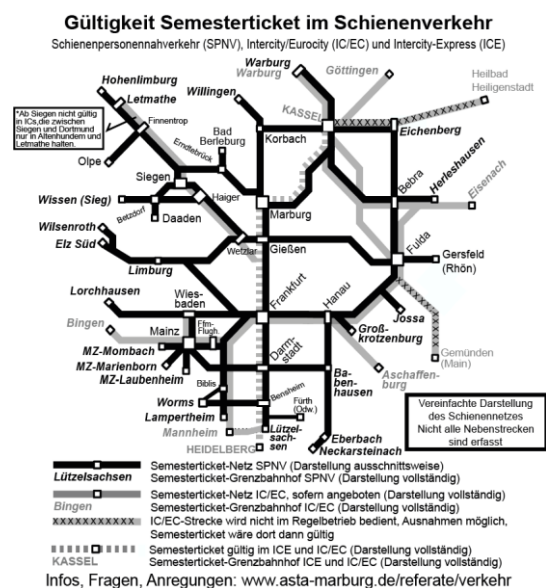 Gültigkeit Semesterticket im Schienenverkehr
Schienenpersonennahverkehr (SPNV), Intercity/Eurocity (IC/EC) und Intercity-Express (ICE)
Hohenlimburg
Letmathe
*Ab Siegen nicht gültig
in ICs,die zwischen
Siegen und Dortmund
nur in Altenhundem und
Letmathe halten.
Finnentrop
Olpe
Willingen
Warburg
Warburg
Göttingen
KASSEL
Heilbad
Heiligenstadt
Eichenberg
Korbach
Bad
Berleburg
Erndtebrück
Siegen
Wissen (Sieg)
Betzdorf
Daaden
Haiger
Marburg
Bebra
Herleshausen
Eisenach
Wilsenroth
Elz Süd
Limburg
Wetzlar
Gießen
Fulda
Gersfeld
(Rhön)
Lorchhausen
Bingen
Wies-
baden
Mainz
Ffm-
Flugh.
Frankfurt
Hanau
Groß-
krotzenburg
Jossa
Gemünden
(Main)
MZ-Mombach
MZ-Marienborn
MZ-Laubenheim
Darm-
stadt
Ba-
ben-
hausen
Aschaffen-
burg
Biblis
Worms
Bensheim
Fürth
(Odw.)
Lampertheim
Mannheim
Lützel-
sach-
sen
HEIDELBERG
Eberbach
Neckarsteinach
Vereinfachte Darstellung
des Schienennetzes
Nicht alle Nebenstrecken
sind erfasst
Semesterticket-Netz SPNV (Darstellung ausschnittsweise)
Lützelsachsen Semesterticket-Grenzbahnhof SPNV (Darstellung vollständig)
Semesterticket-Netz IC/EC, sofern angeboten (Darstellung vollständig)
Bingen Semesterticket-Grenzbahnhof IC/EC (Darstellung vollständig)
IC/EC-Strecke wird nicht im Regelbetrieb bedient, Ausnahmen möglich,
Semesterticket wäre dort dann gültig
Semesterticket gültig im ICE und IC/EC (Darstellung vollständig)
KASSEL Semesterticket-Grenzbahnhof ICE und IC/EC (Darstellung vollständig)
Infos, Fragen, Anregungen: www.asta-marburg.de/referate/verkehr